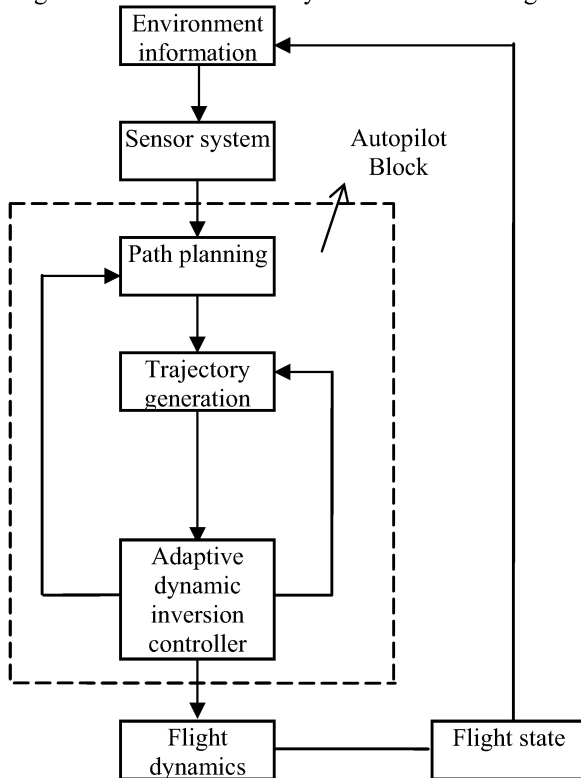 Environment
information
Sensor system
Autopilot
Block
Path planning
Trajectory
generation
Adaptive
dynamic
inversion
controller
Flight
dynamics
Flight state